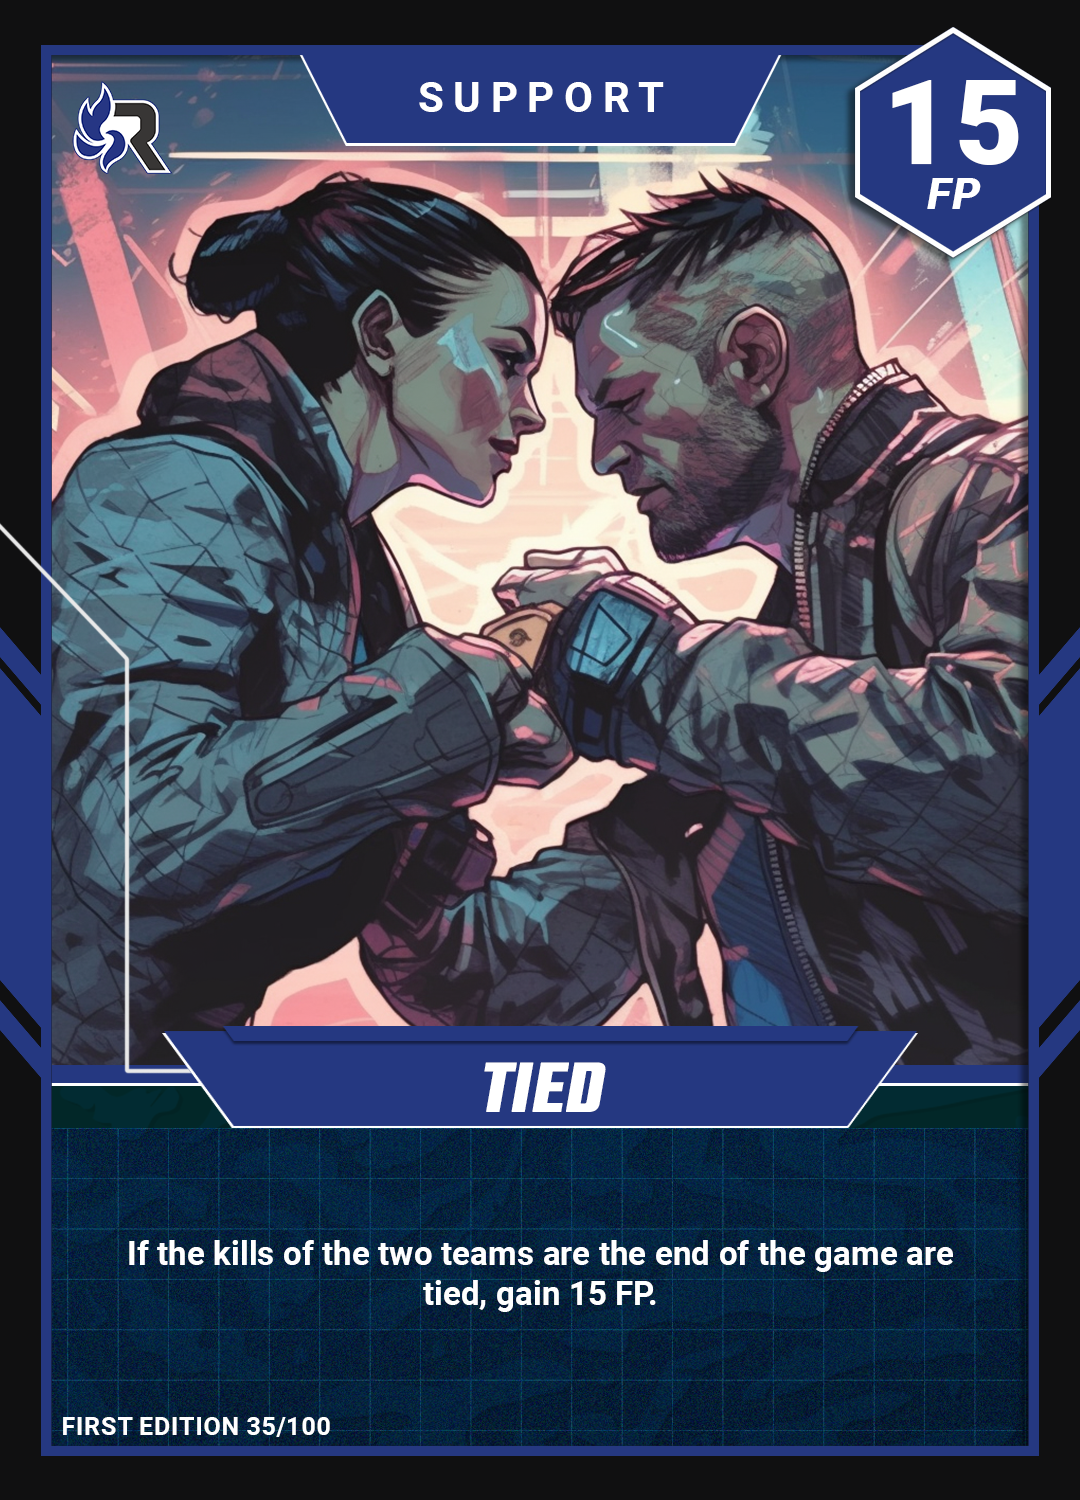 SUPPORT
15
FP
R
TIED
If the kills of the two teams are the end of the game are
tied, gain 15 FP.
FIRST EDITION 35/100